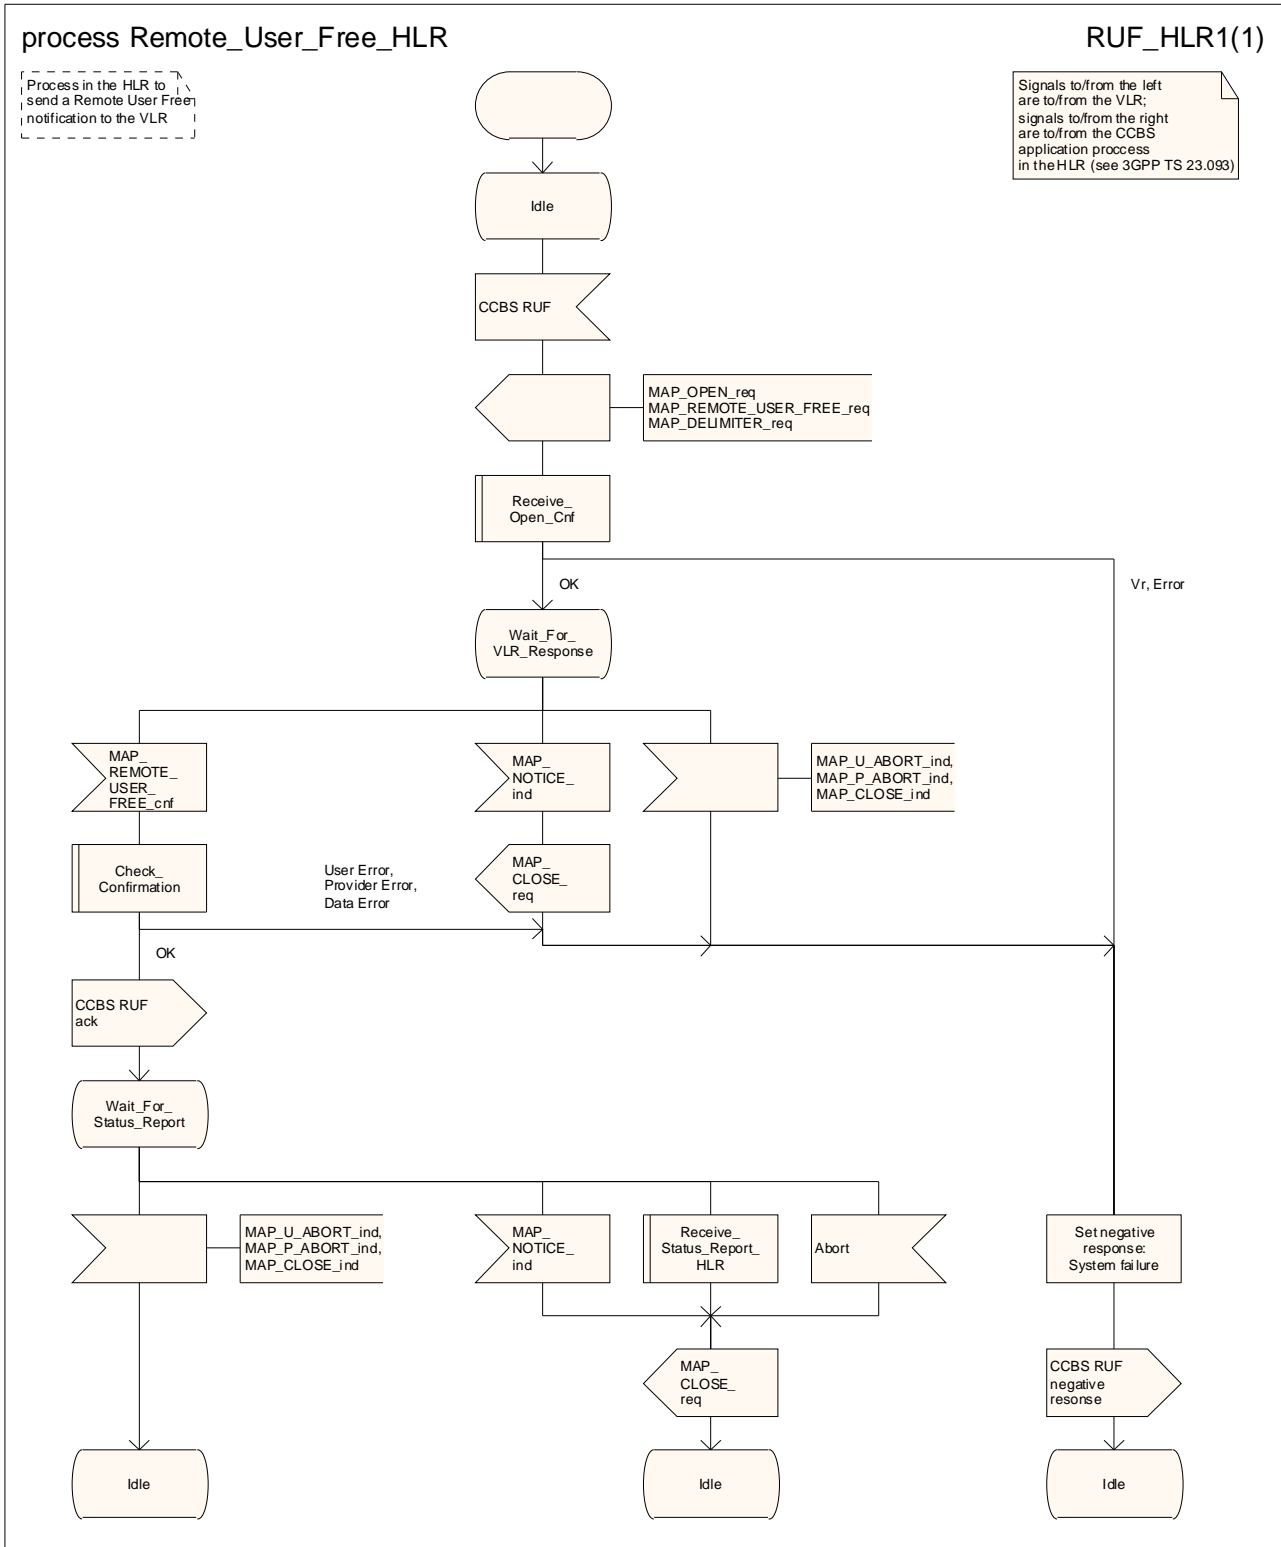 process Remote_User_Free_HLR
RUF_HLR1(1)
Process in the HLR to
send a Remote User Free
notification to the VLR
Signals to/from the left
are to/from the VLR;
signals to/from the right
are to/from the CCBS
application proccess
in the HLR (see 3GPP TS 23.093)
Idle
CCBS RUF
MAP_OPEN_req
MAP_REMOTE_USER_FREE_req
MAP_DELIMITER_req
Receive_
Open_Cnf
OK
Vr, Error
Wait_For_
VLR_Response
MAP_
REMOTE_
USER_
FREE_cnf
MAP_
NOTICE_
ind
MAP_U_ABORT_ind,
MAP_P_ABORT_ind,
MAP_CLOSE_ind
Check_
Confirmation
User Error,
Provider Error,
Data Error
MAP_
CLOSE_
req
OK
CCBS RUF
ack
Wait_For_
Status_Report
MAP_U_ABORT_ind,
MAP_P_ABORT_ind,
MAP_CLOSE_ind
MAP_
NOTICE_
ind
Receive_
Status_Report_
HLR
Abort
Set negative
response:
System failure
MAP_
CLOSE_
req
CCBS RUF
negative
resonse
Idle
Idle
Idle